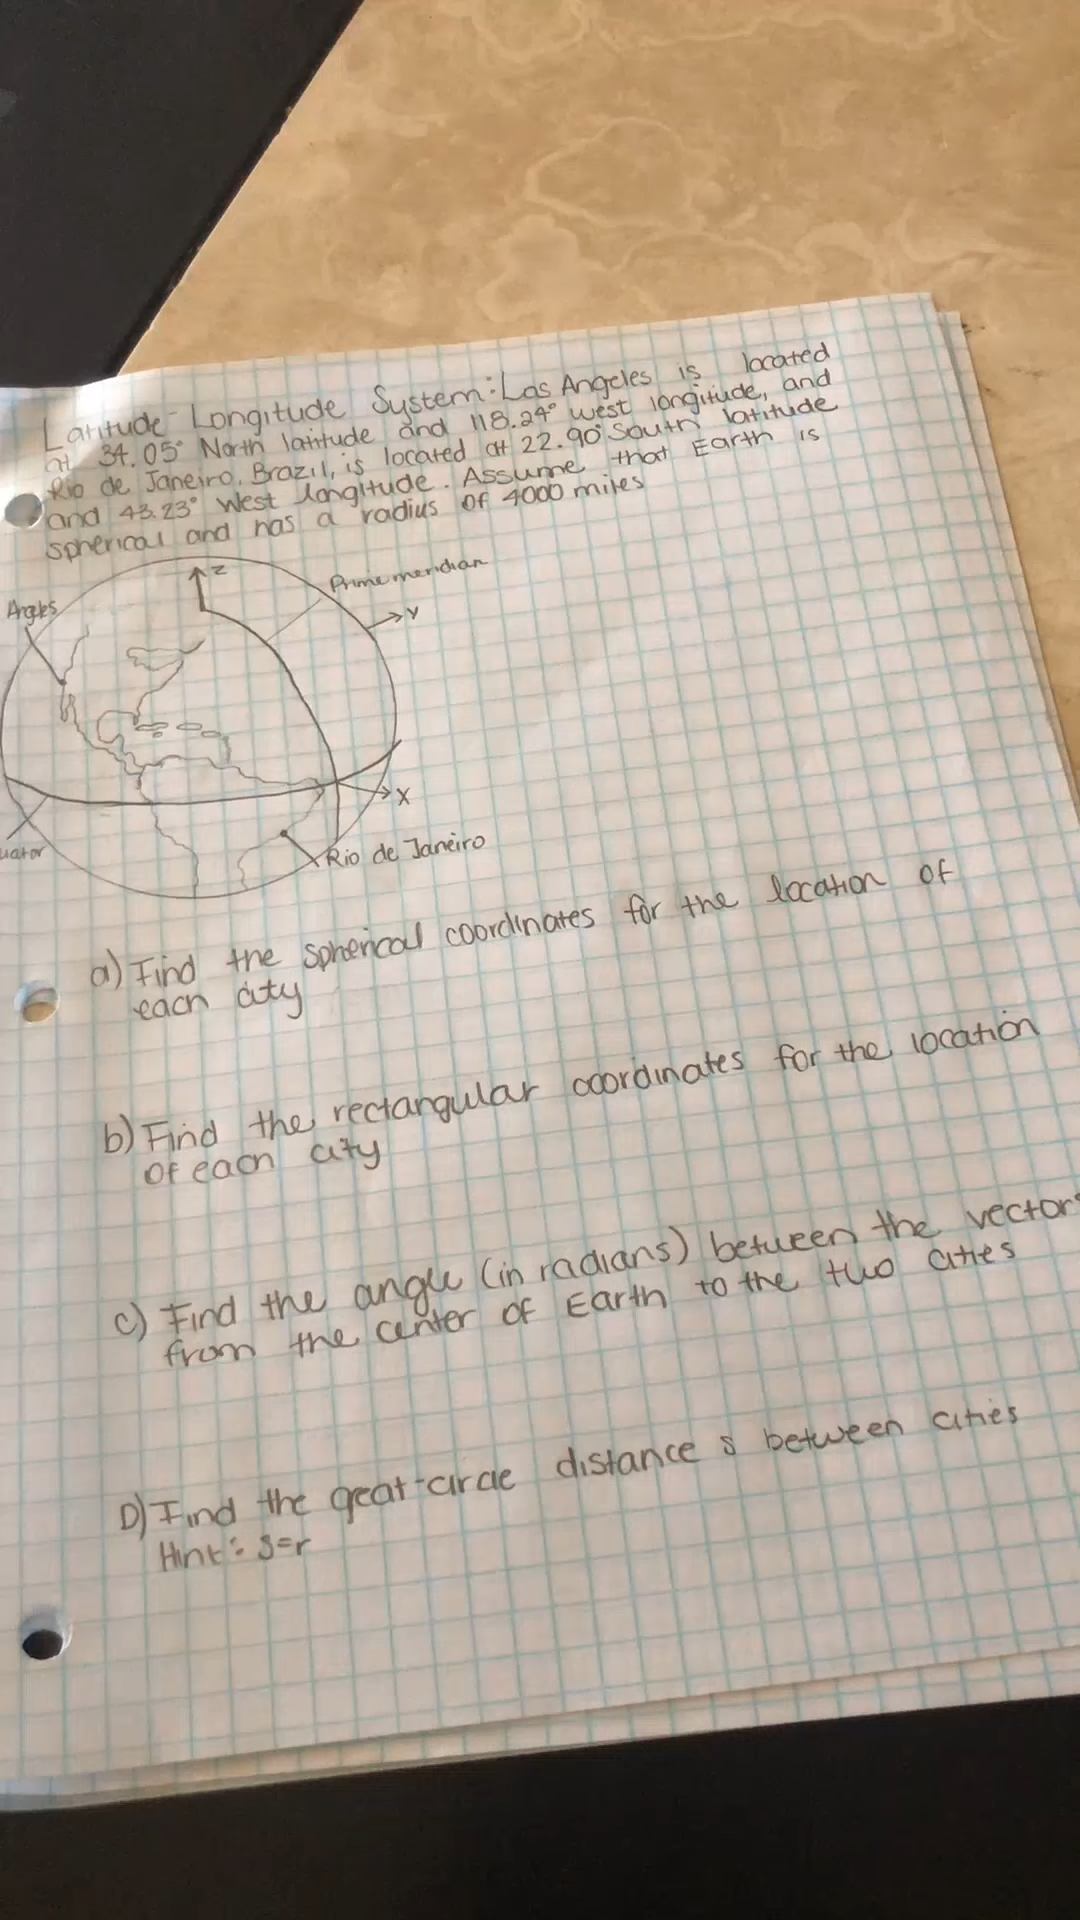 Latitude-Longitude System: Los Angeles is located
at 34.05° North latitude and 118.24° west longitude, and
Rio de Janeiro, Brazil, is located at 22.90° South latitude
and 43.23° West longitude. Assume that Earth is
spherical and has a radius of 4000 miles
z
Prime meridian
Angeles
Y
X
uator
Rio de Janeiro
a) Find the spherical coordinates for the location of
each city
b) Find the rectangular coordinates for the location
of each city
c) Find the angle (in radians) between the vectors
from the center of Earth to the two cities
D) Find the great-circle distance s between cities
Hint: s=r